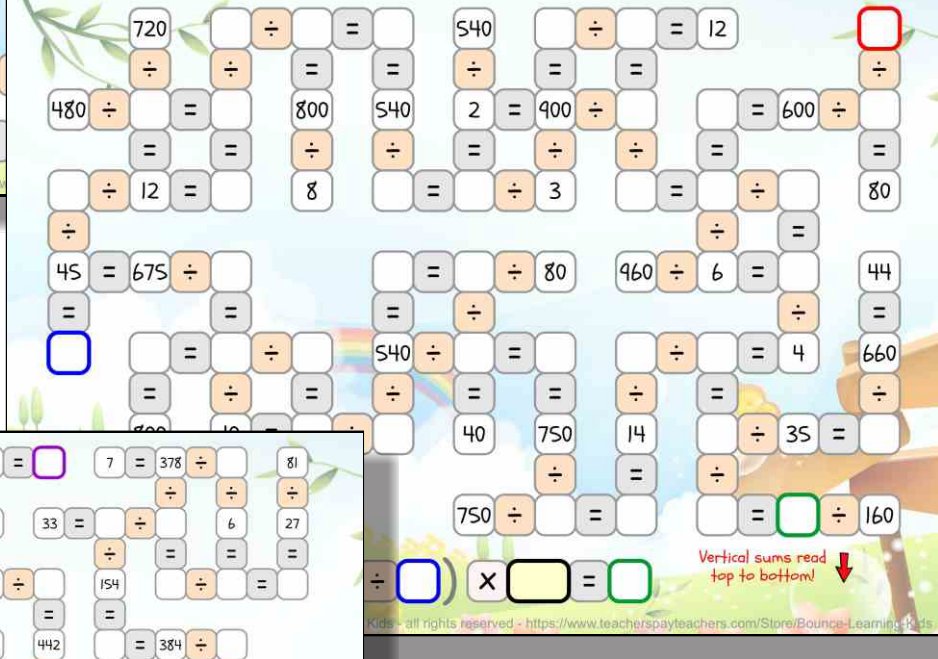 720 ÷ = 540 ÷ = 12
÷ ÷ = = ÷ = = ÷
480 ÷ = 800 540 2 = 900 ÷ = 600 ÷
= = ÷ ÷ = ÷ ÷ = =
÷ 12 = 8 = ÷ 3 = ÷ 80
÷ ÷ =
45 = 675 ÷ = ÷ 80 960 ÷ 6 = 44
= = = ÷ ÷ =
= ÷ 540 ÷ = ÷ = 4 660
= ÷ = ÷ = = ÷ = ÷
40 750 14 ÷ 35 =
÷ = ÷
750 ÷ = = ÷ 160
Vertical sums read
top to bottom!
÷ ) × =
Kids - all rights reserved - https://www.teacherspayteachers.com/Store/Bounce-Learning-Kids
= 7 = 378 ÷ 81
÷ ÷ ÷
33 = ÷ 6 27
÷ = = =
÷ 154 ÷ =
= =
442 = 384 ÷